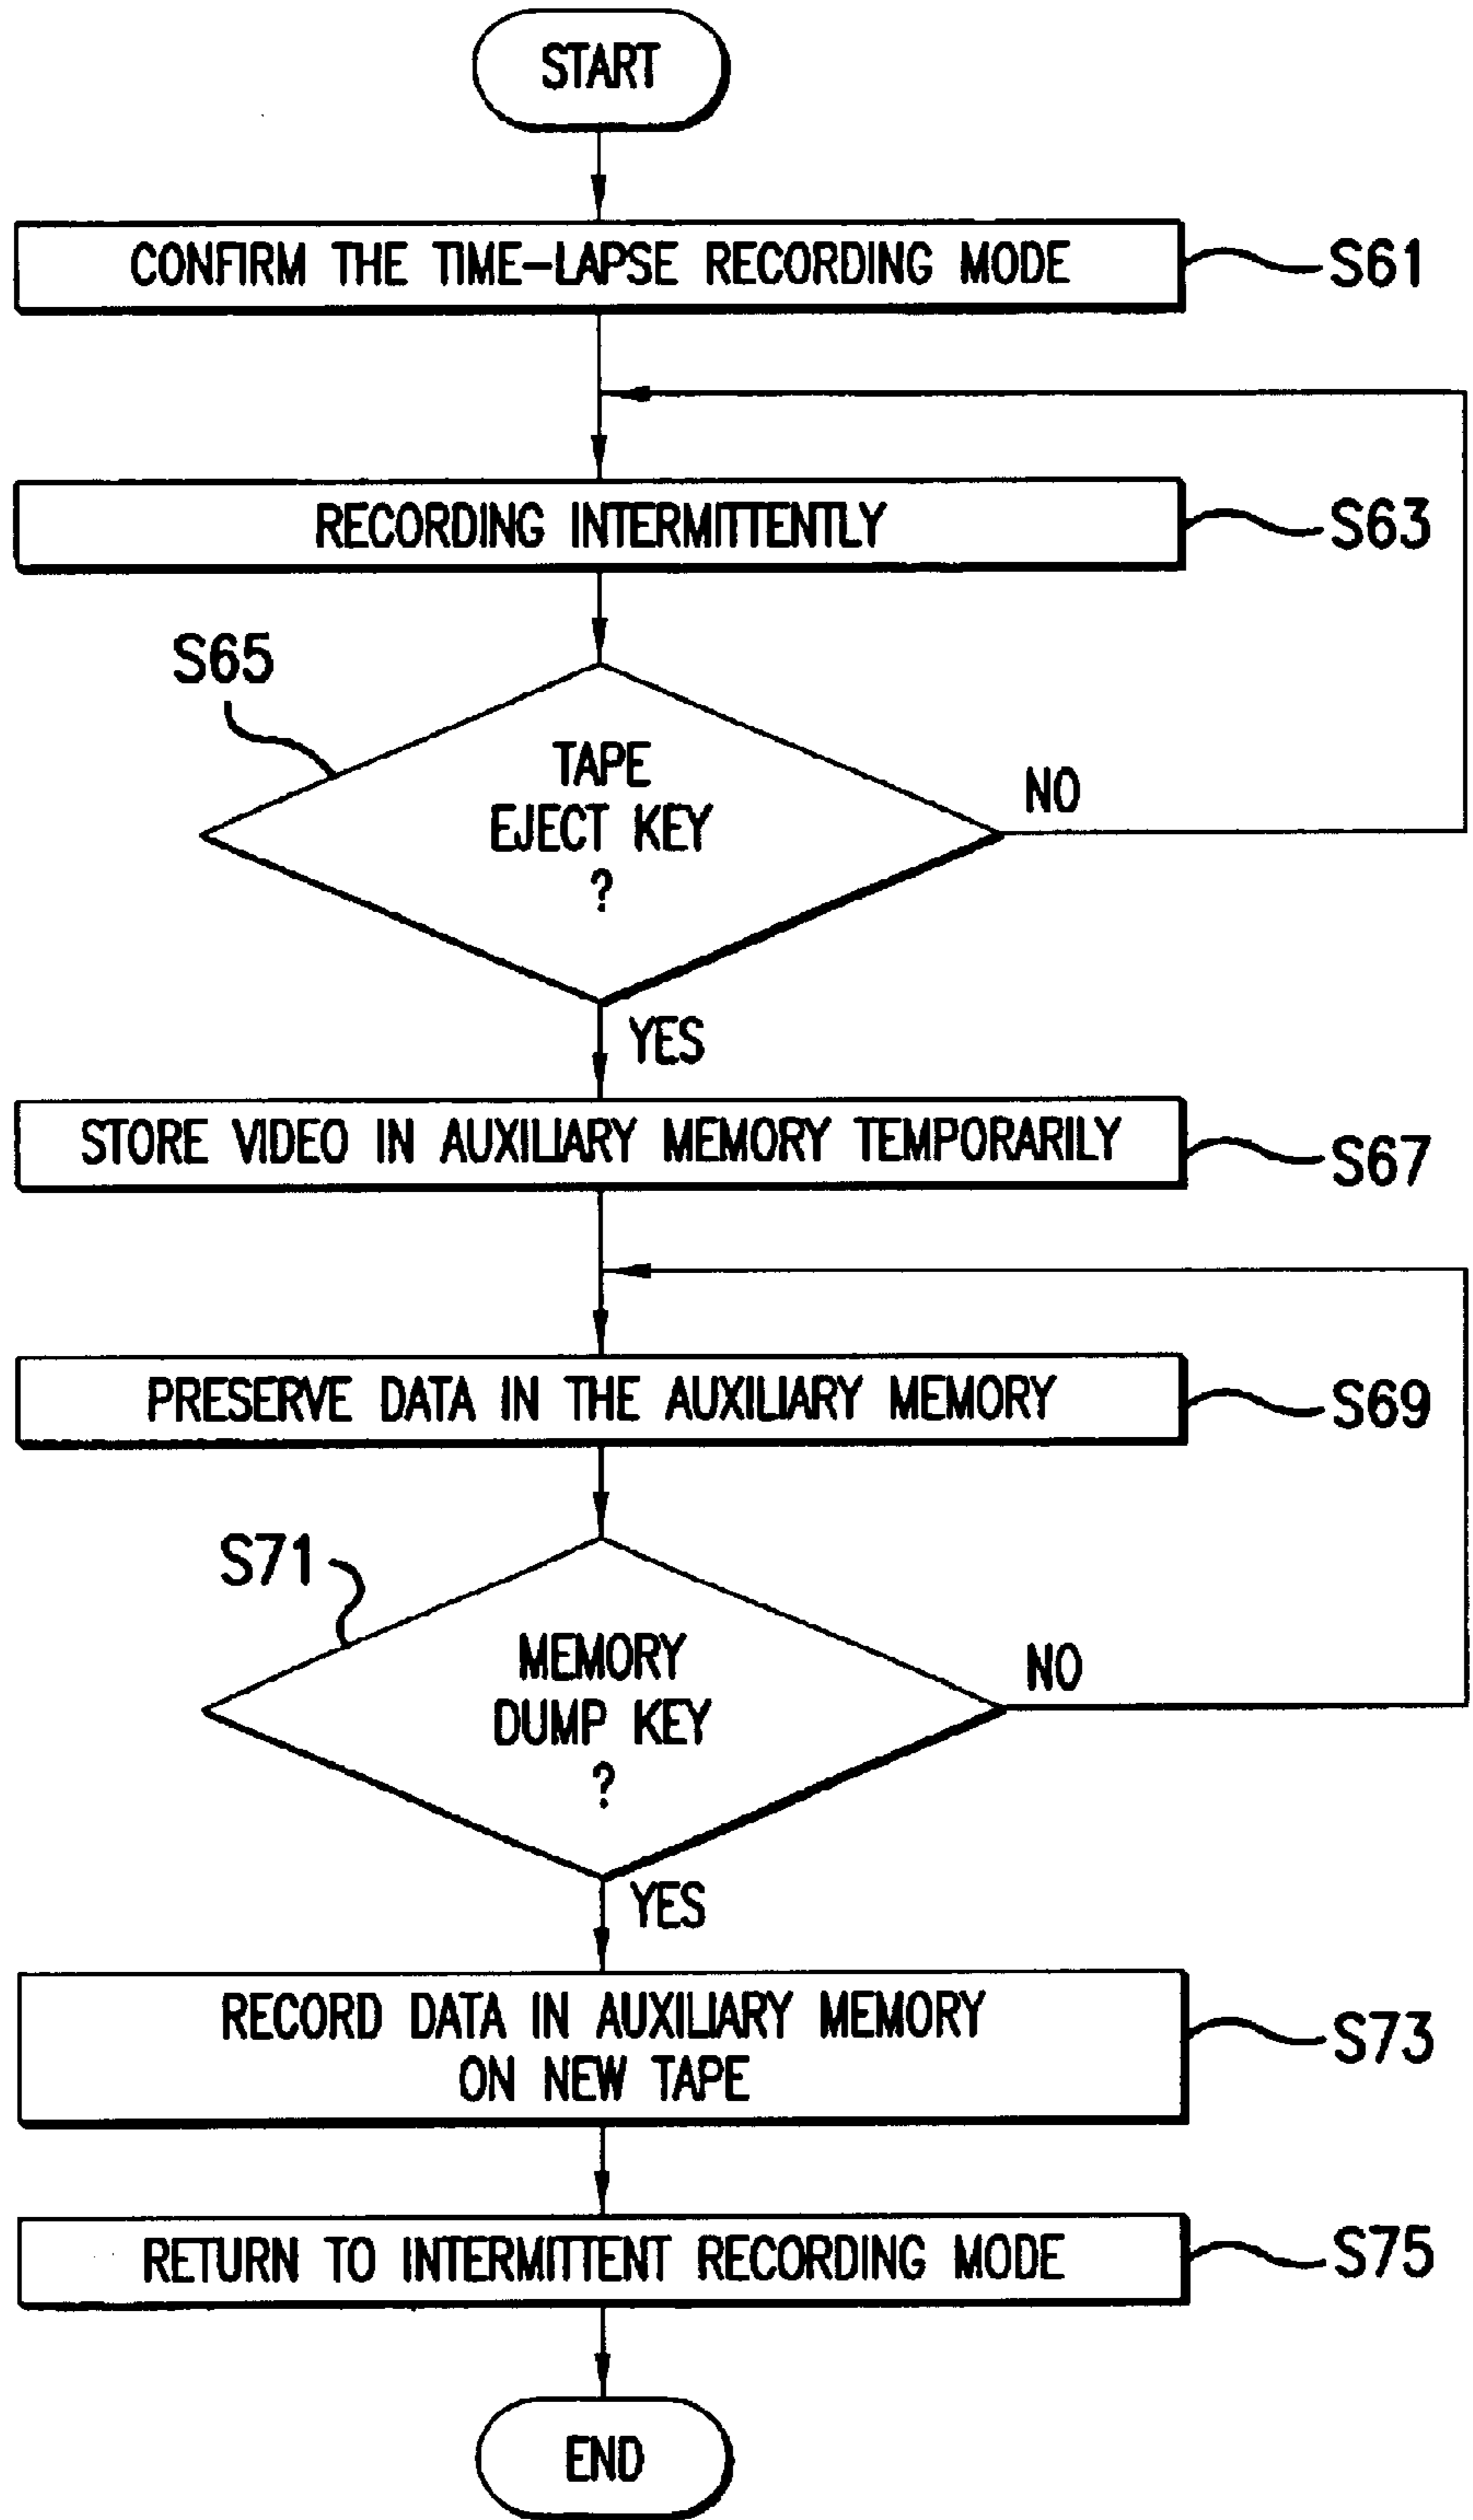 START
CONFIRM THE TIME-LAPSE RECORDING MODE
S61
RECORDING INTERMITTENTLY
S63
S65
TAPE
EJECT KEY
?
NO
YES
STORE VIDEO IN AUXILIARY MEMORY TEMPORARILY
S67
PRESERVE DATA IN THE AUXILIARY MEMORY
S69
S71
MEMORY
DUMP KEY
?
NO
YES
RECORD DATA IN AUXILIARY MEMORY
ON NEW TAPE
S73
RETURN TO INTERMITTENT RECORDING MODE
S75
END